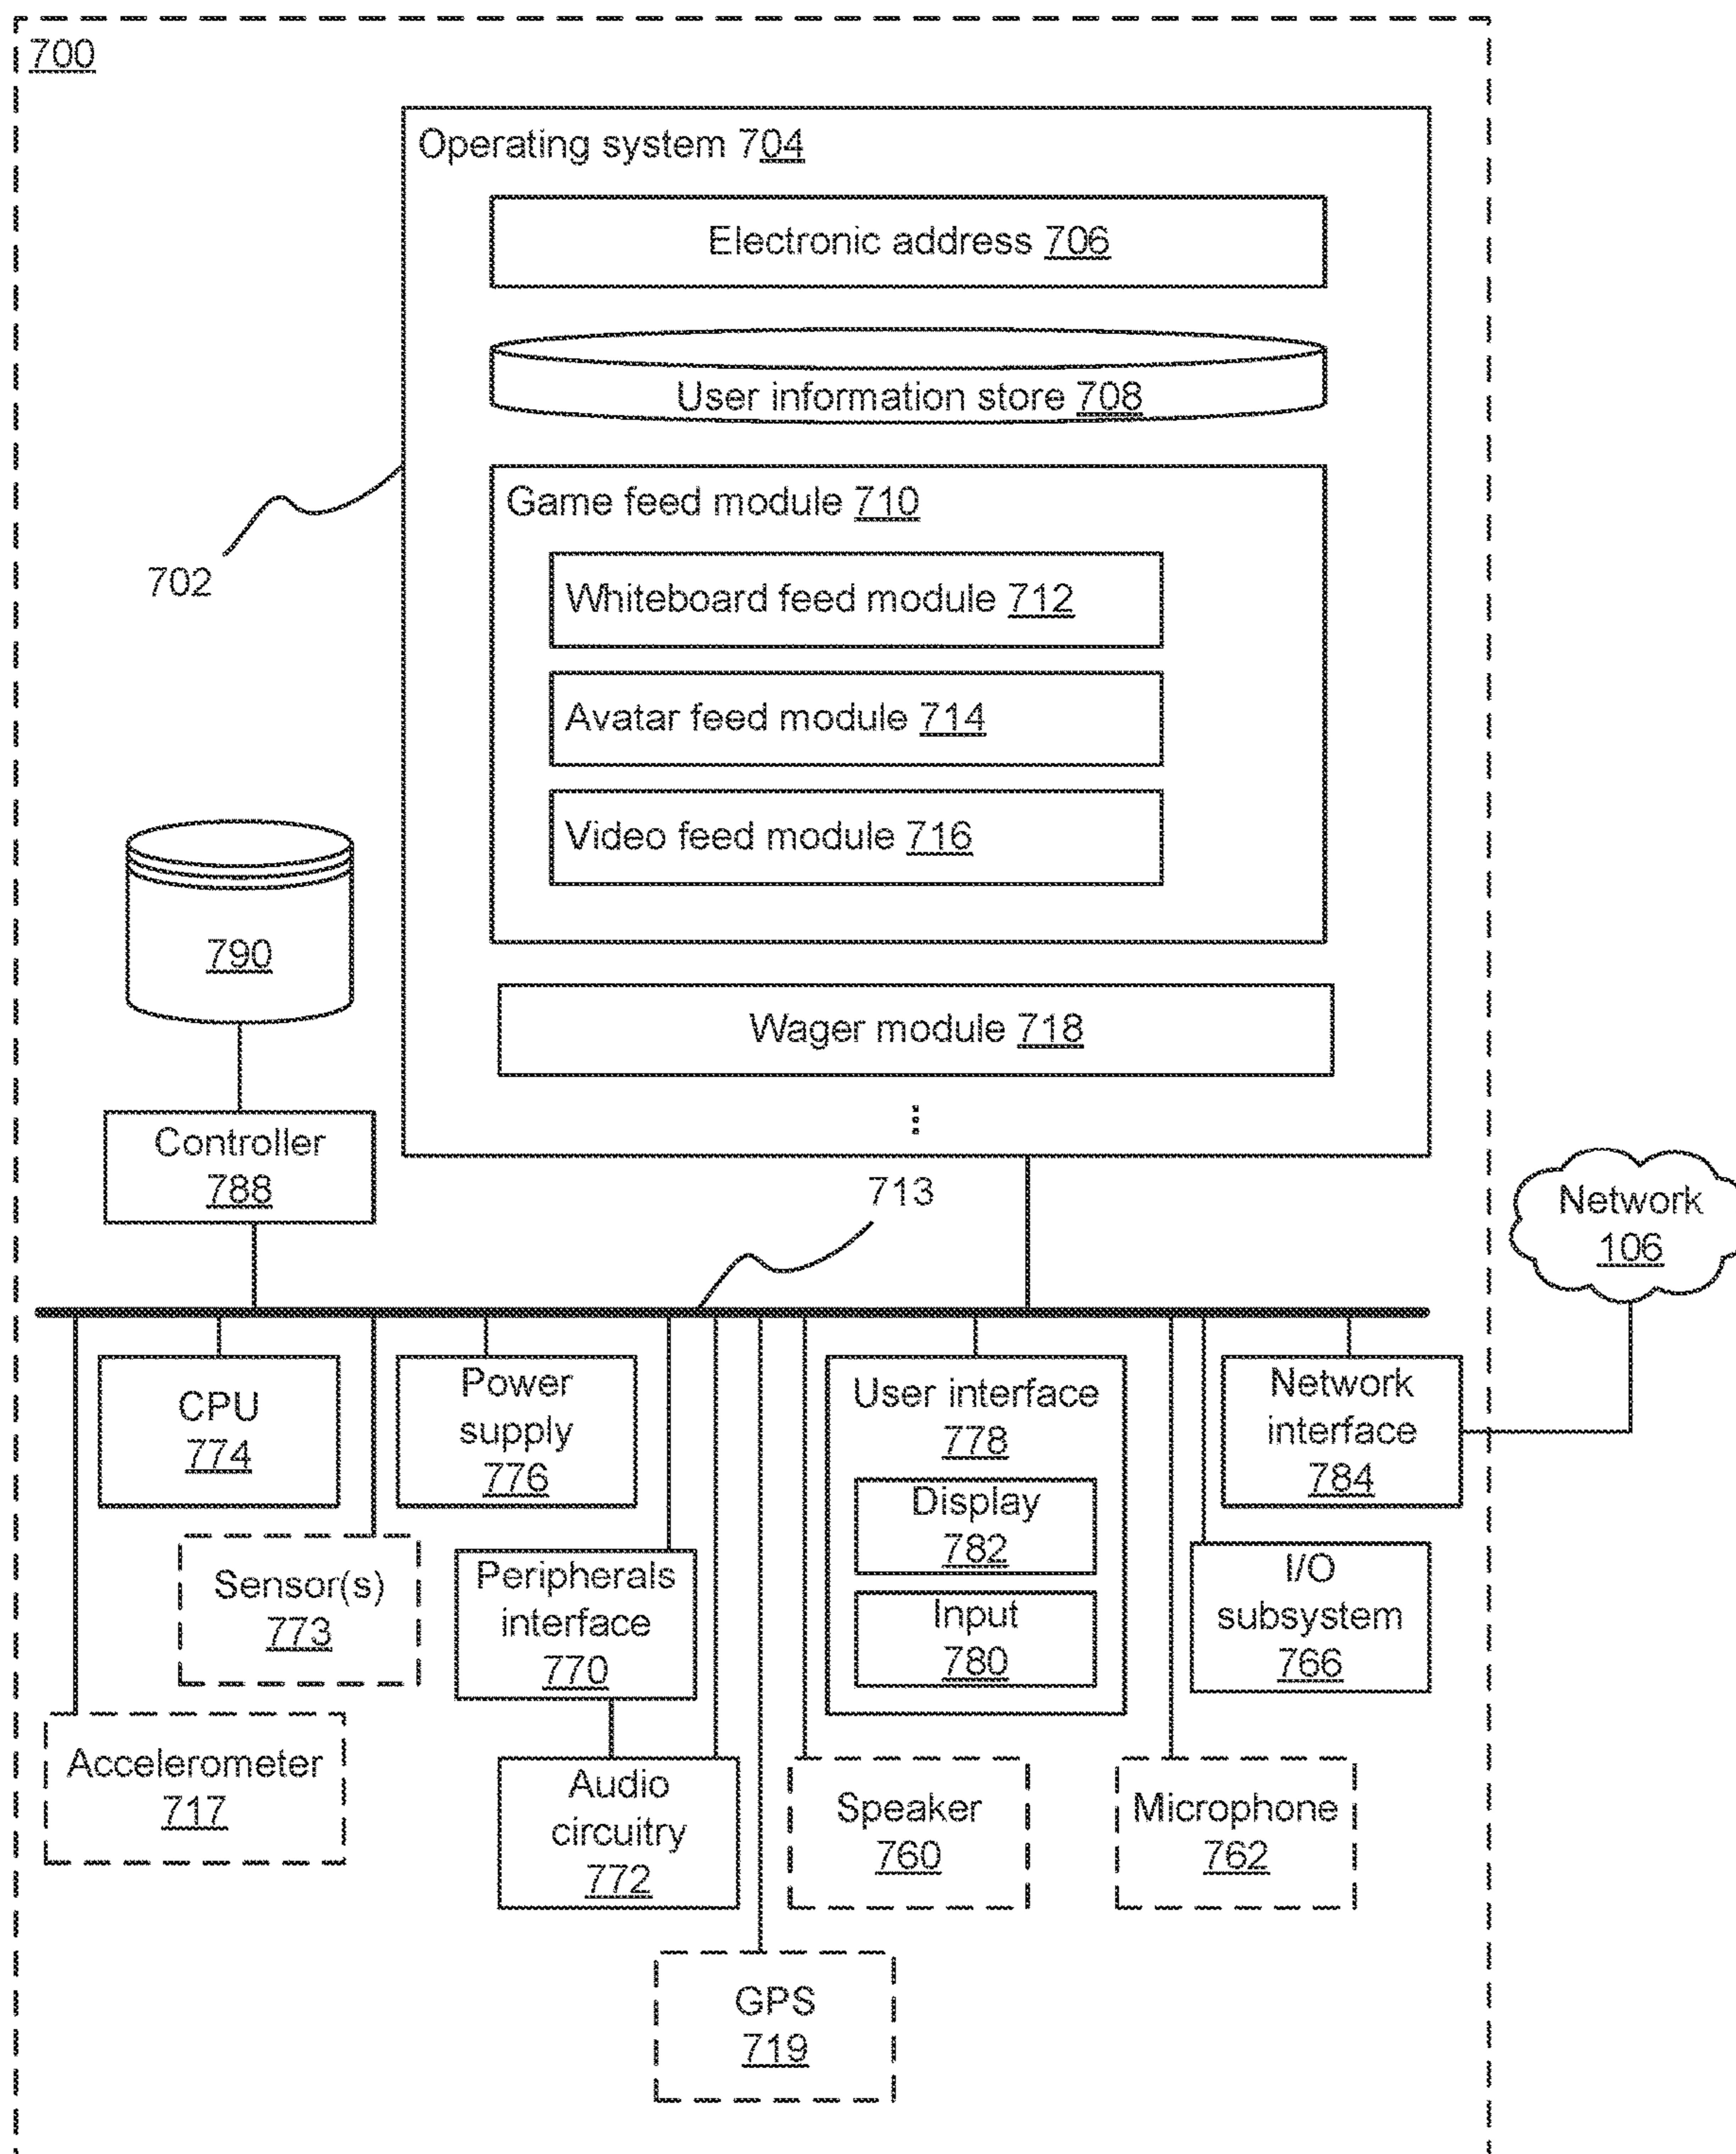 700
Operating system 704
Electronic address 706
User information store 708
Game feed module 710
702
Whiteboard feed module 712
Avatar feed module 714
Video feed module 716
790
Wager module 718
⋮
Controller
788
713
Network
106
CPU
774
Power
supply
776
User interface
778
Display
782
Input
780
Network
interface
784
Sensor(s)
773
Peripherals
interface
770
I/O
subsystem
766
Accelerometer
717
Audio
circuitry
772
Speaker
760
Microphone
762
GPS
719